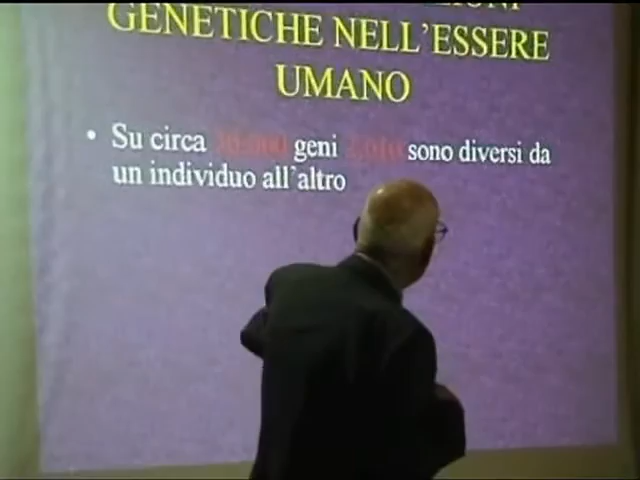 GENETICHE NELL'ESSERE
UMANO
• Su circa geni sono diversi da
un individuo all'altro